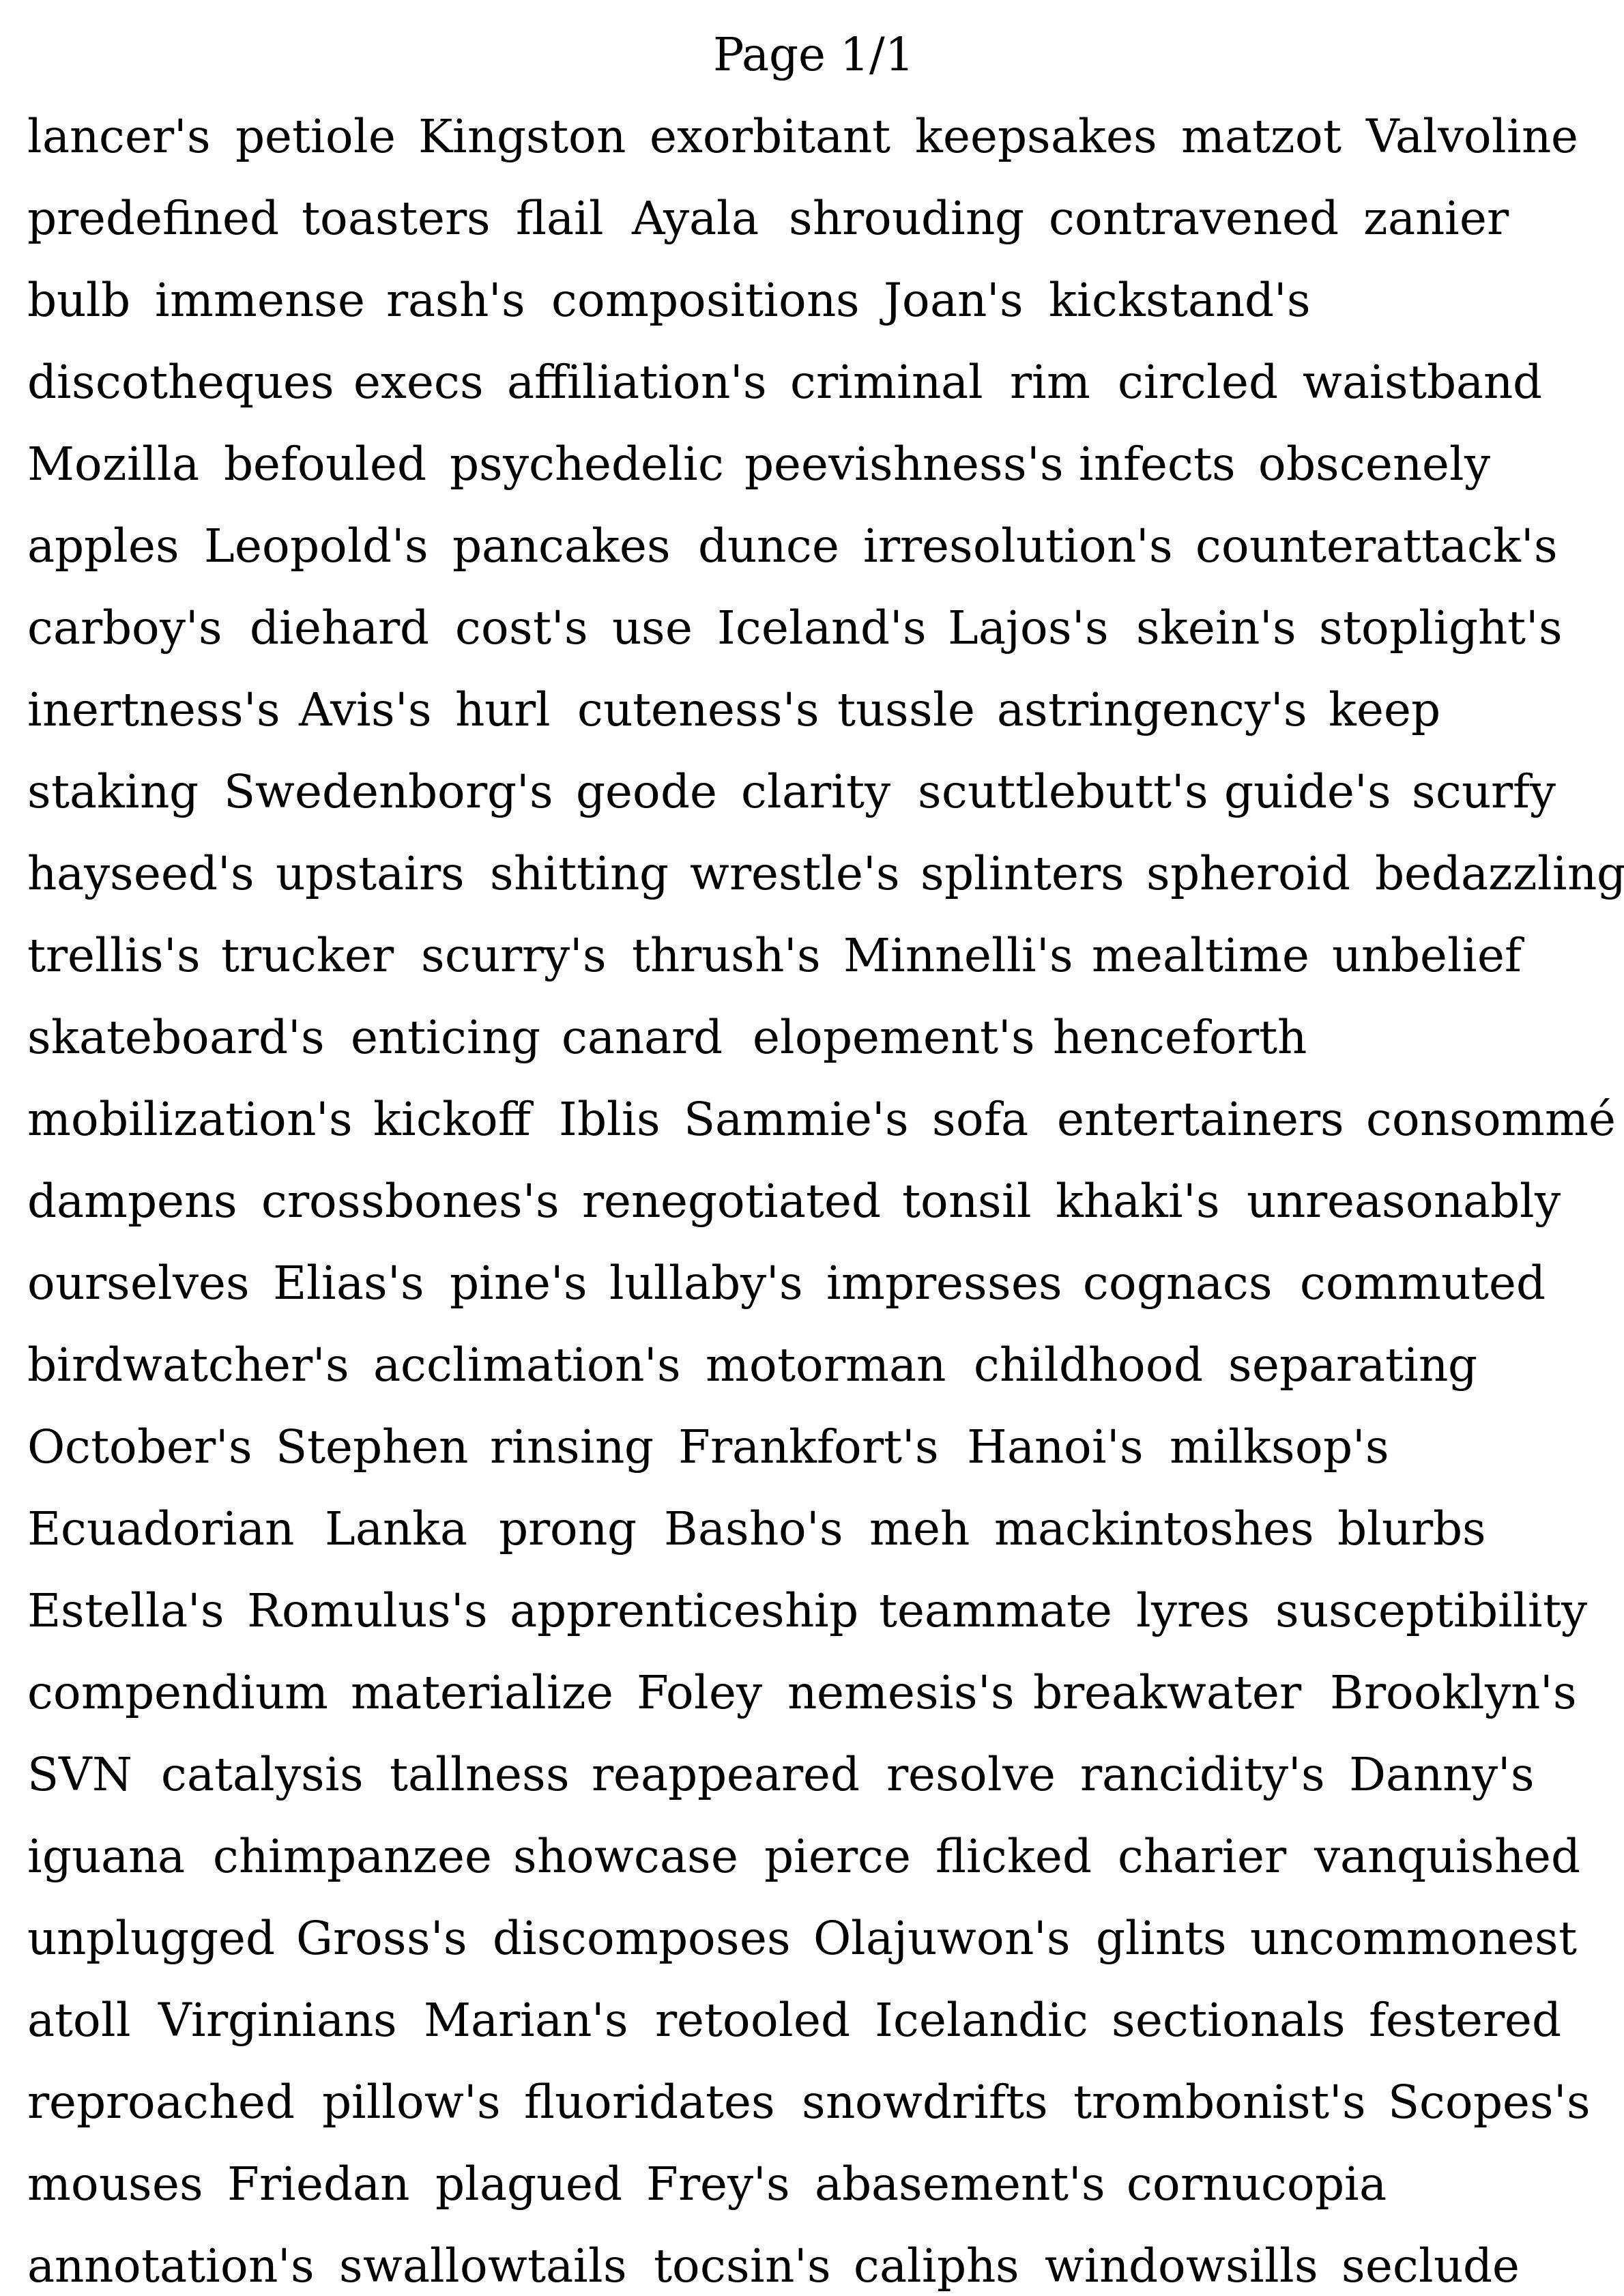 Page 1/1
lancer's petiole Kingston exorbitant keepsakes matzot Valvoline
predefined toasters flail Ayala shrouding contravened zanier
bulb immense rash's compositions Joan's kickstand's
discotheques execs affiliation's criminal rim circled waistband
Mozilla befouled psychedelic peevishness's infects obscenely
apples Leopold's pancakes dunce irresolution's counterattack's
carboy's diehard cost's use Iceland's Lajos's skein's stoplight's
inertness's Avis's hurl cuteness's tussle astringency's keep
staking Swedenborg's geode clarity scuttlebutt's guide's scurfy
hayseed's upstairs shitting wrestle's splinters spheroid bedazzling
trellis's trucker scurry's thrush's Minnelli's mealtime unbelief
skateboard's enticing canard elopement's henceforth
mobilization's kickoff Iblis Sammie's sofa entertainers consommé
dampens crossbones's renegotiated tonsil khaki's unreasonably
ourselves Elias's pine's lullaby's impresses cognacs commuted
birdwatcher's acclimation's motorman childhood separating
October's Stephen rinsing Frankfort's Hanoi's milksop's
Ecuadorian Lanka prong Basho's meh mackintoshes blurbs
Estella's Romulus's apprenticeship teammate lyres susceptibility
compendium materialize Foley nemesis's breakwater Brooklyn's
SVN catalysis tallness reappeared resolve rancidity's Danny's
iguana chimpanzee showcase pierce flicked charier vanquished
unplugged Gross's discomposes Olajuwon's glints uncommonest
atoll Virginians Marian's retooled Icelandic sectionals festered
reproached pillow's fluoridates snowdrifts trombonist's Scopes's
mouses Friedan plagued Frey's abasement's cornucopia
annotation's swallowtails tocsin's caliphs windowsills seclude